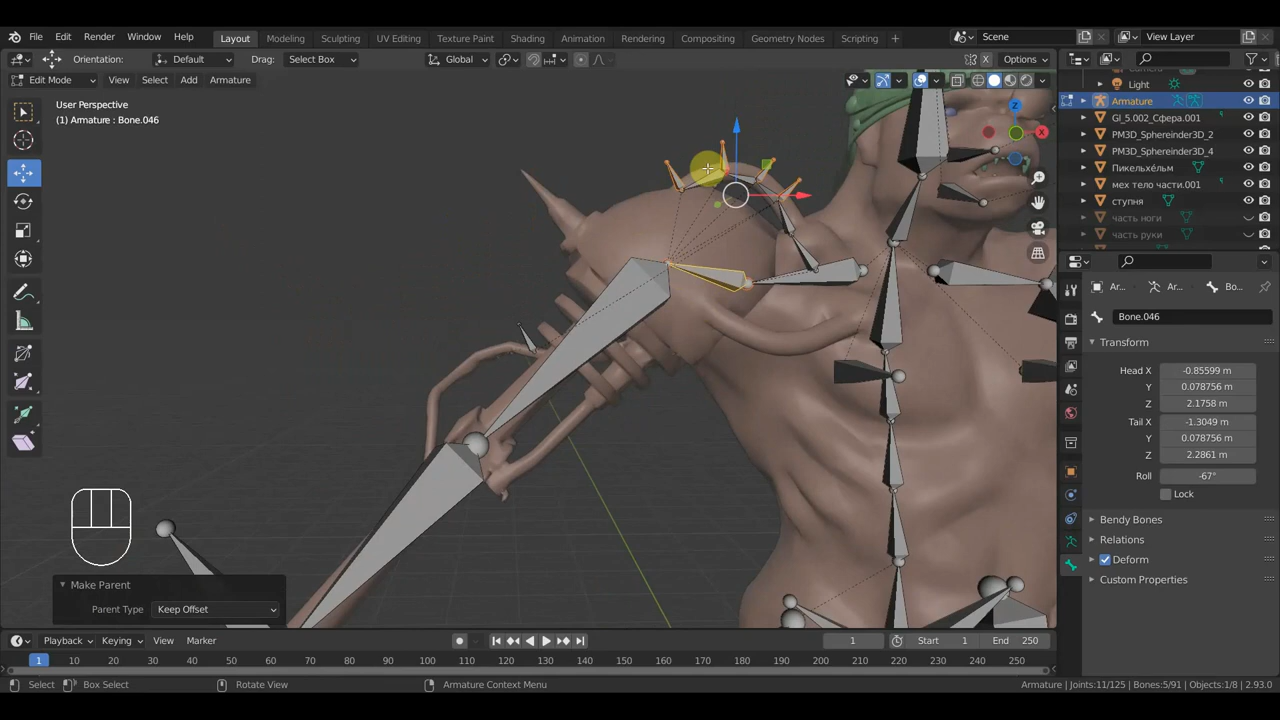 File Edit Render Window Help Layout Modeling Sculpting UV Editing Texture Paint Shading Animation Rendering Compositing Geometry Nodes Scripting + Scene View Layer
Orientation: Default Drag: Select Box Global X Options
Edit Mode View Select Add Armature
User Perspective
(1) Armature : Bone.046
Z
X
Light
Armature
GI_5.002_Сфера.001
PM3D_Sphereinder3D_2
PM3D_Sphereinder3D_4
Пикельхе́льм
мех тело части.001
ступня
часть ноги
часть руки
Ar... Ar... Bo...
Bone.046
Transform
Head X -0.85599 m
Y 0.078756 m
Z 2.1758 m
Tail X -1.3049 m
Y 0.078756 m
Z 2.2861 m
Roll -67°
Lock
Bendy Bones
Relations
Deform
Custom Properties
Make Parent
Parent Type Keep Offset
Playback Keying View Marker 1 Start 1 End 250
1 10 20 30 40 50 60 70 80 90 100 110 120 130 140 150 160 170 180 190 200 210 220 230 240 250
Select Box Select Rotate View Armature Context Menu Armature | Joints:11/125 | Bones:5/91 | Objects:1/8 | 2.93.0